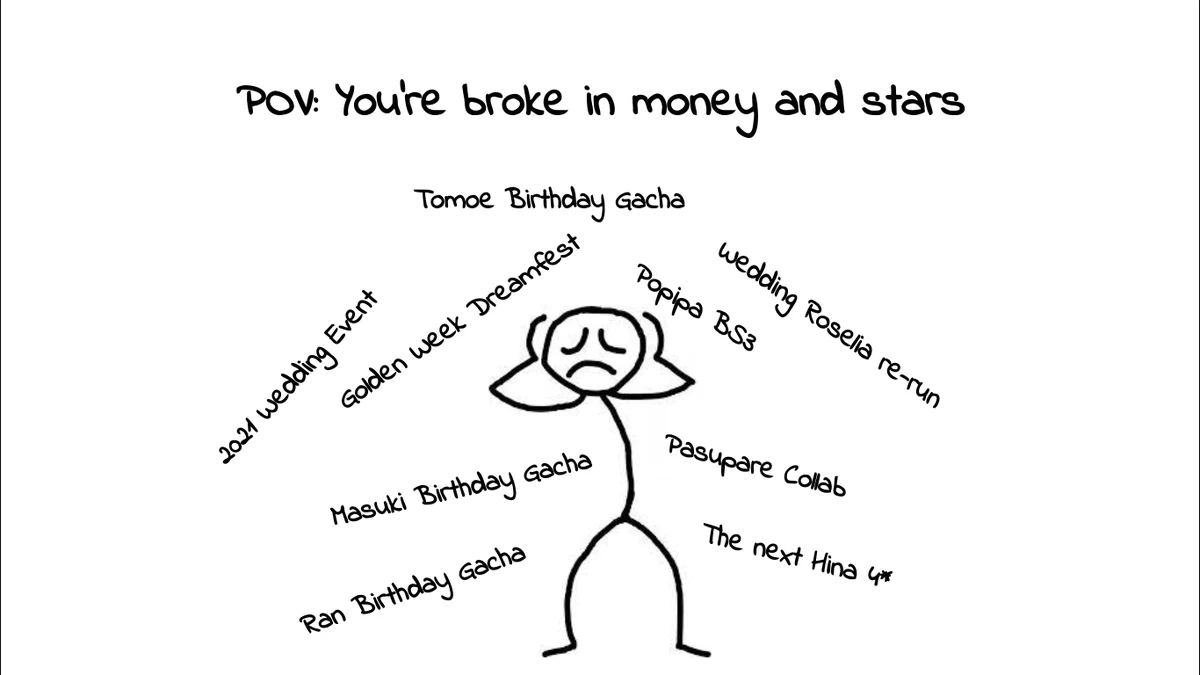 POV: You're broke in money and stars
Tomoe Birthday Gacha
2021 Wedding Event
Golden Week Dreamfest
Popipa BS3
Wedding Roselia re-run
Masuki Birthday Gacha
Pasupare Collab
Ran Birthday Gacha
The next Hina 4*